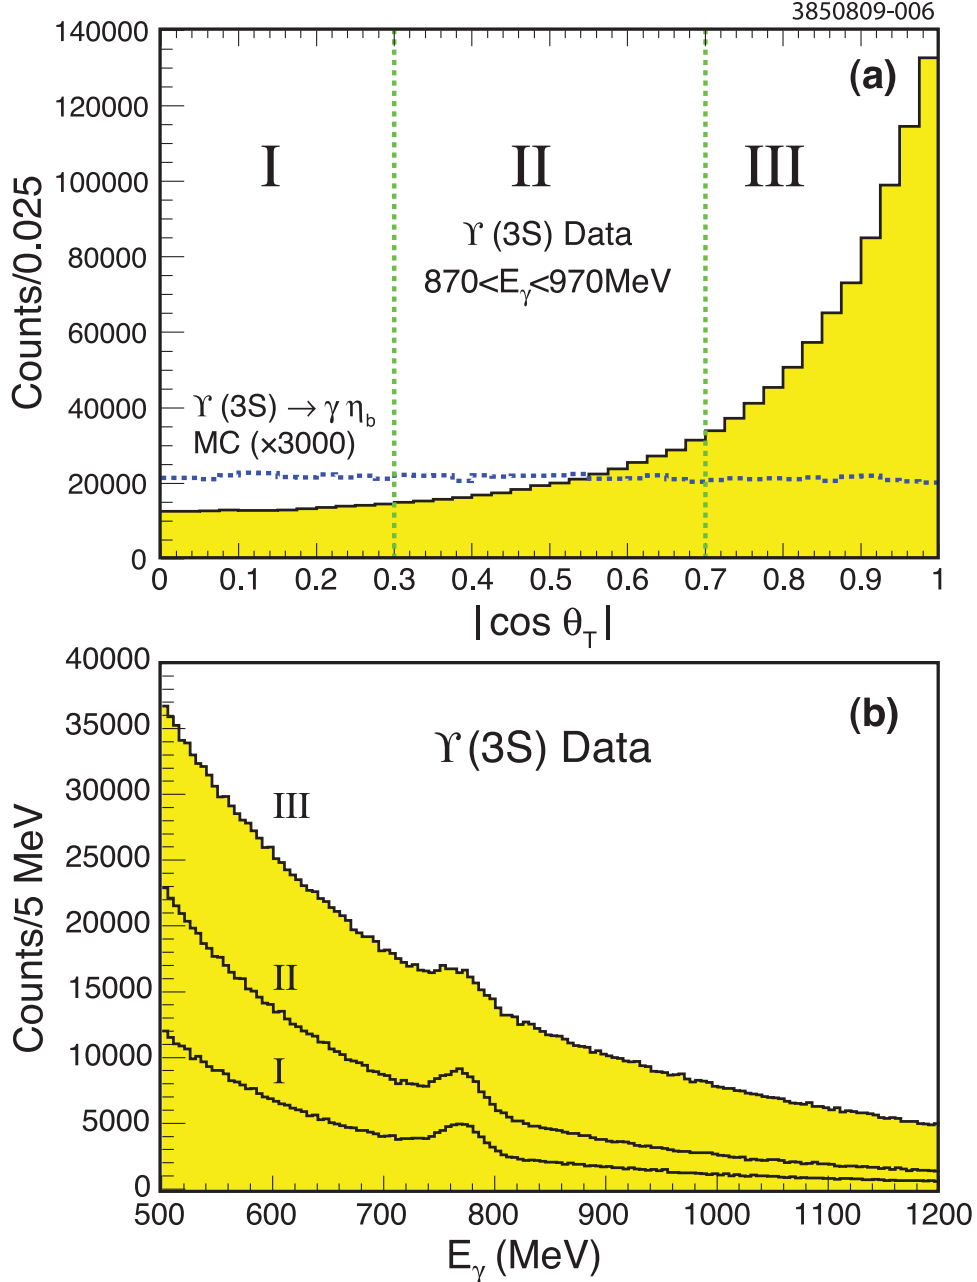 3850809-006
140000
120000
100000
80000
60000
40000
20000
0
Counts/0.025
(a)
I
II
III
ϒ (3S) Data
870<Eγ<970MeV
ϒ (3S) → γ ηb
MC (×3000)
0 0.1 0.2 0.3 0.4 0.5 0.6 0.7 0.8 0.9 1
| cos θT |
40000
35000
30000
25000
20000
15000
10000
5000
0
Counts/5 MeV
(b)
ϒ (3S) Data
III
II
I
500 600 700 800 900 1000 1100 1200
Eγ (MeV)